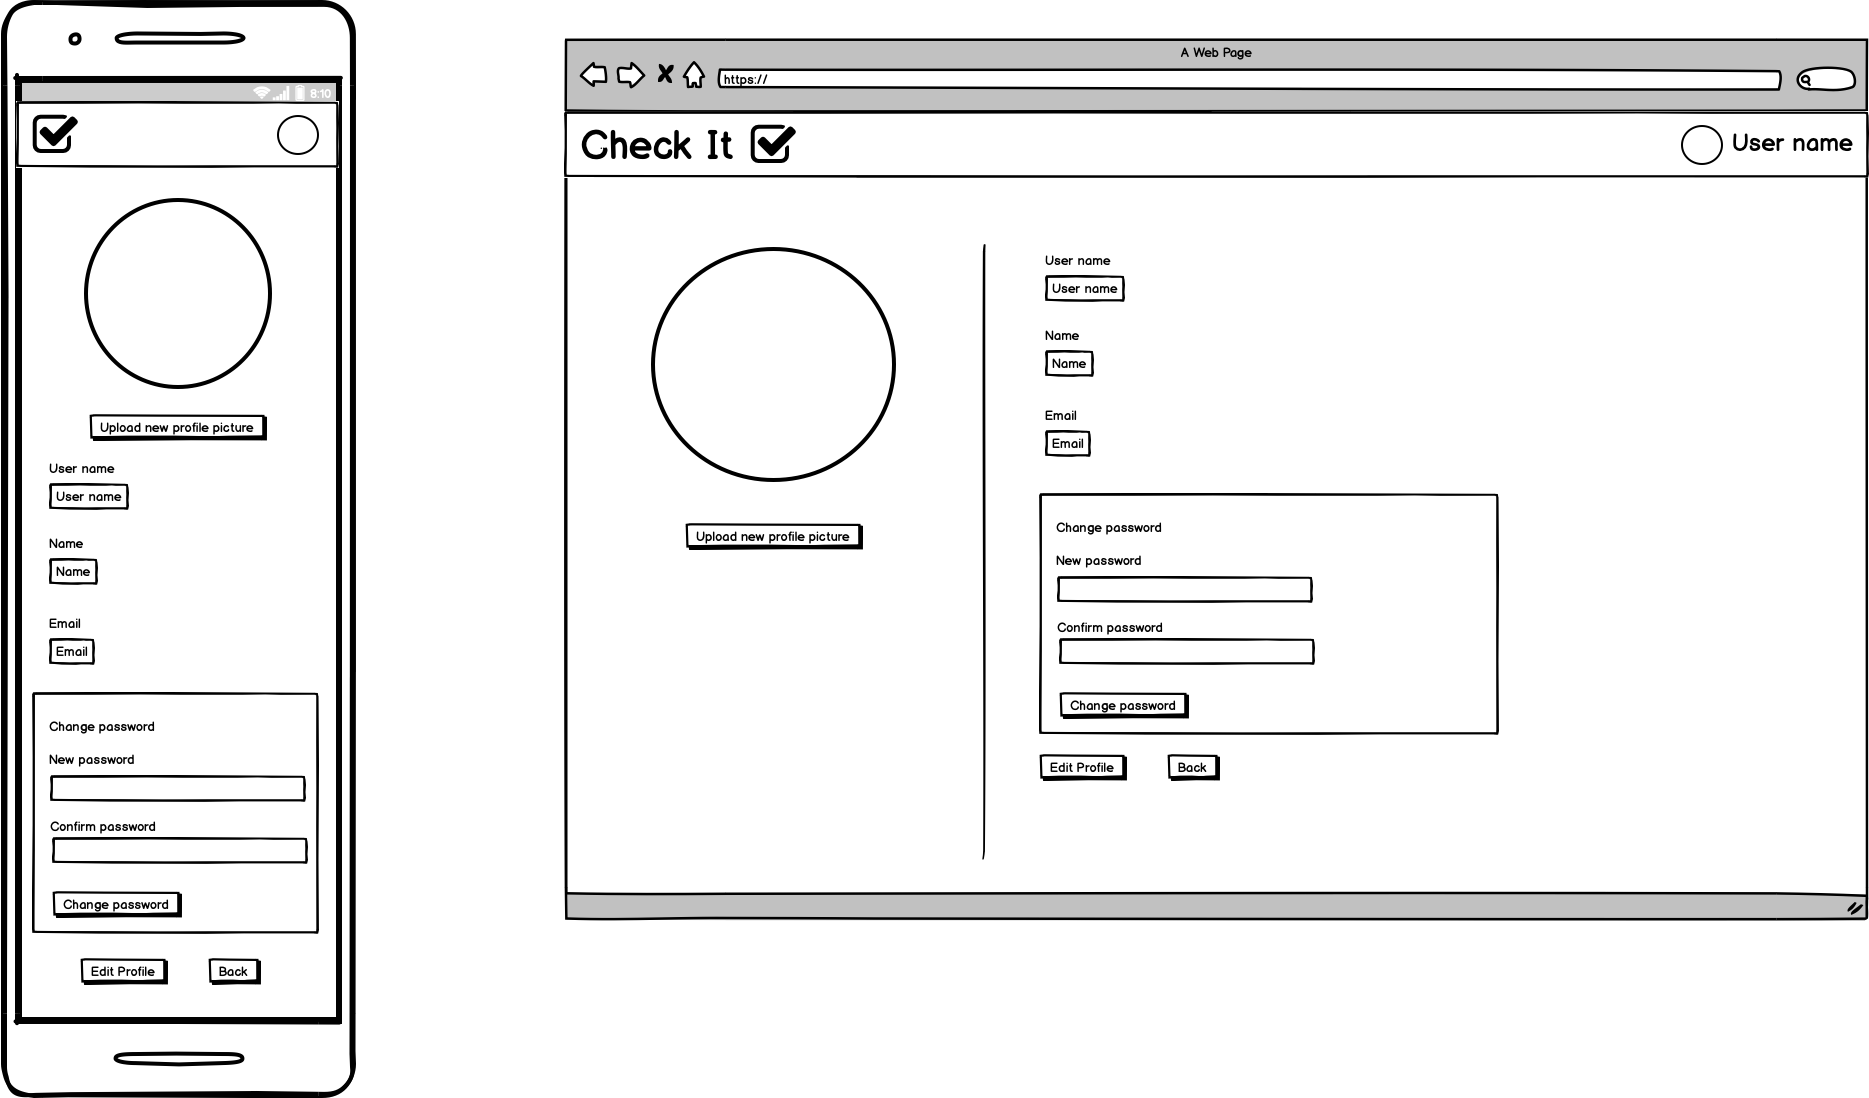 8:10
Upload new profile picture
User name
User name
Name
Name
Email
Email
Change password
New password
Confirm password
Change password
Edit Profile
Back
A Web Page
https://
Check It
User name
Upload new profile picture
User name
User name
Name
Name
Email
Email
Change password
New password
Confirm password
Change password
Edit Profile
Back